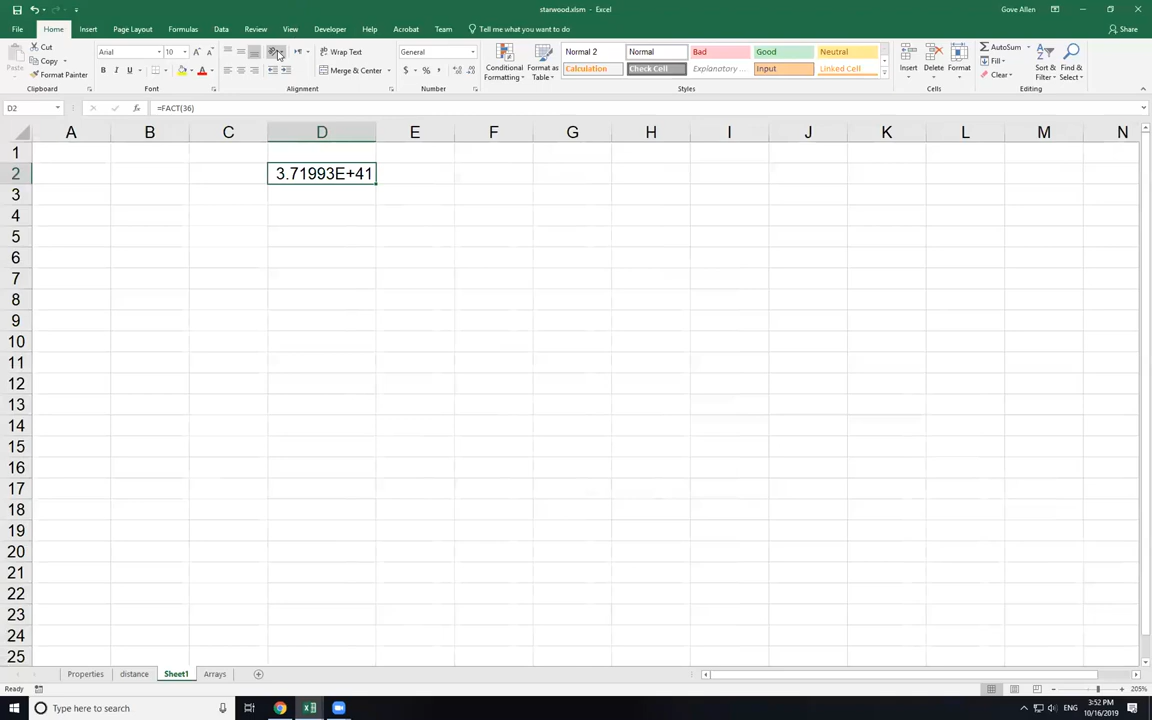 starwood.xlsm - Excel
Gove Allen
File Home Insert Page Layout Formulas Data Review View Developer Help Acrobat Team Tell me what you want to do Share
Paste Cut Copy Format Painter Clipboard
Arial 10 Font
Wrap Text Merge & Center Alignment
General Number
Conditional Formatting Format as Table
Normal 2 Normal Bad Good Neutral
Calculation Check Cell Explanatory ... Input Linked Cell
Styles
Insert Delete Format Cells
AutoSum Fill Clear Sort & Filter Find & Select Editing
D2 =FACT(36)
A B C D E F G H I J K L M N
1
2 3.71993E+41
3
4
5
6
7
8
9
10
11
12
13
14
15
16
17
18
19
20
21
22
23
24
25
Properties distance Sheet1 Arrays
Ready 205%
Type here to search
ENG 3:52 PM
10/16/2019